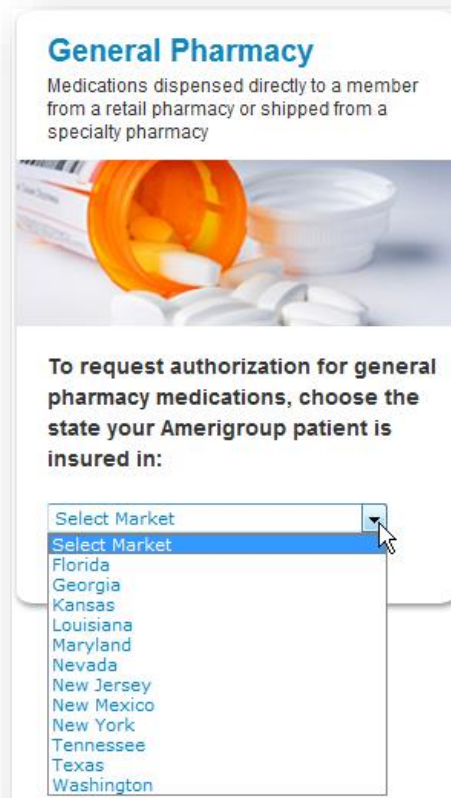 General Pharmacy
Medications dispensed directly to a member
from a retail pharmacy or shipped from a
specialty pharmacy
To request authorization for general
pharmacy medications, choose the
state your Amerigroup patient is
insured in:
Select Market
Select Market
Florida
Georgia
Kansas
Louisiana
Maryland
Nevada
New Jersey
New Mexico
New York
Tennessee
Texas
Washington